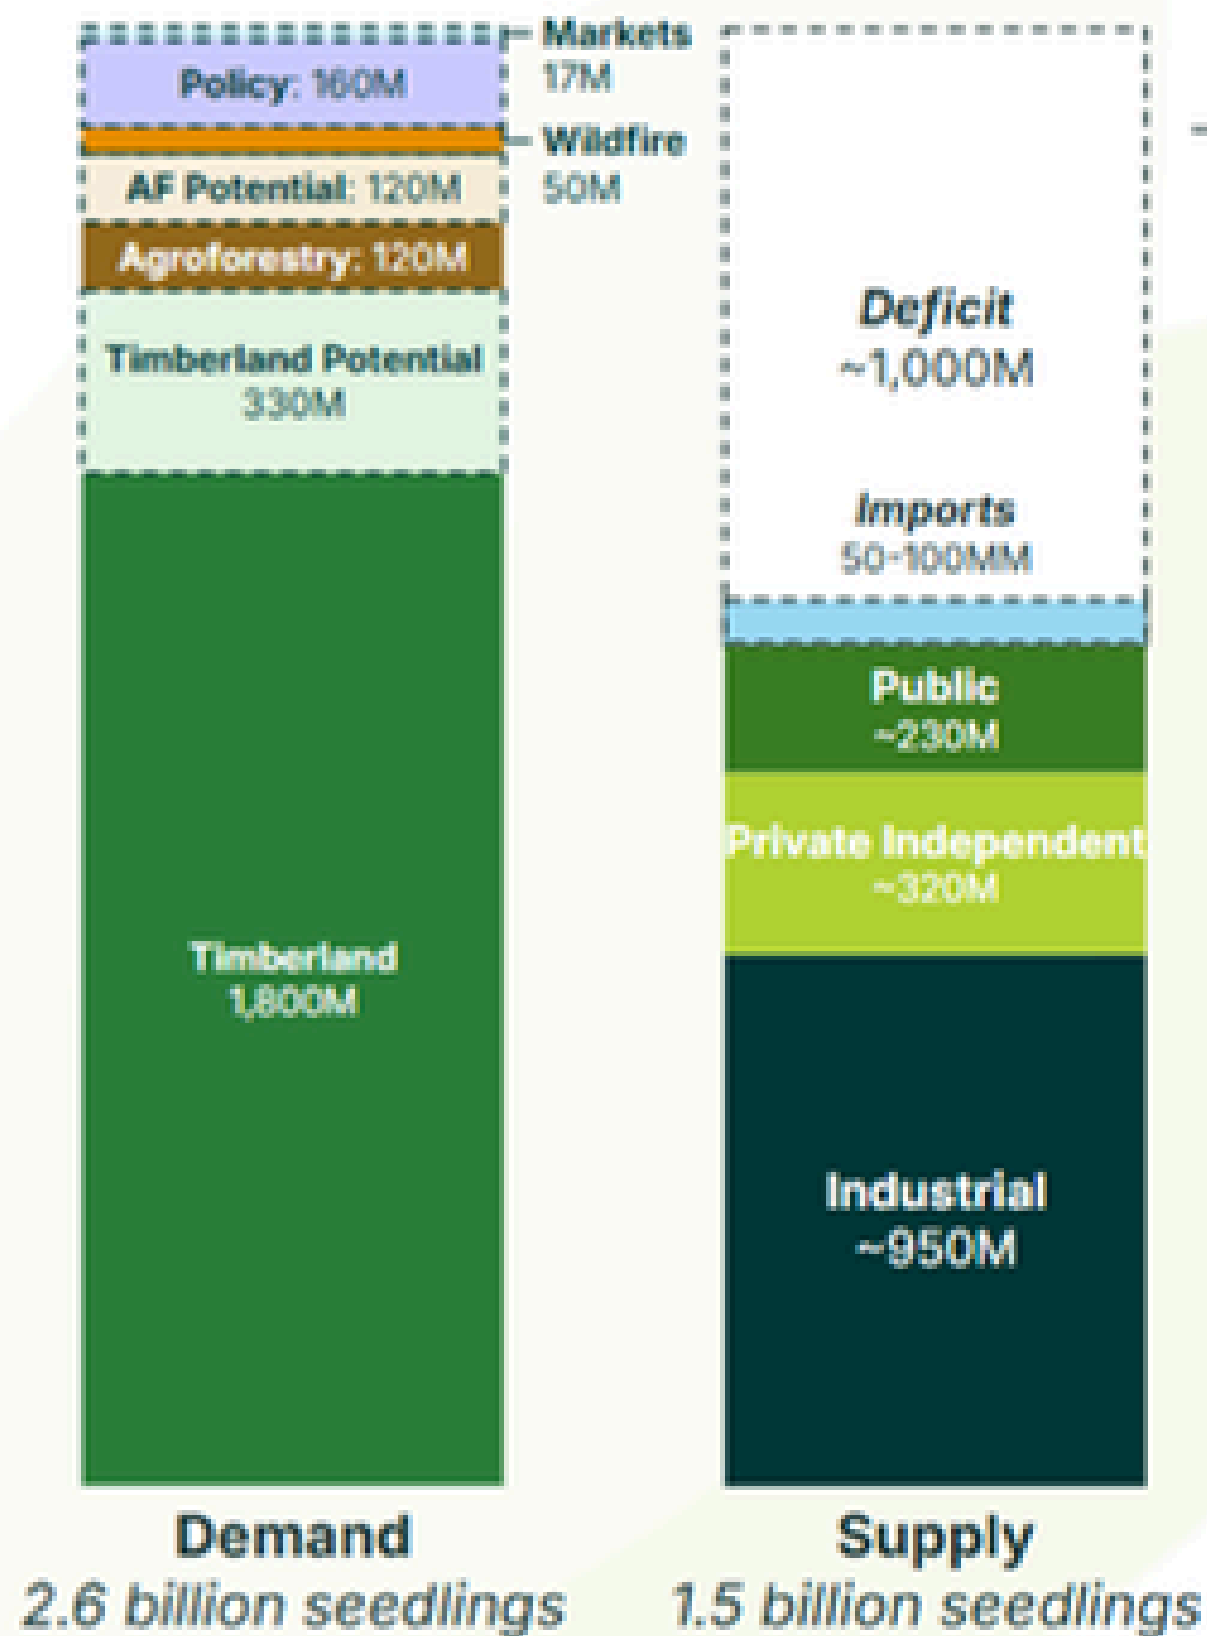 Markets
17M
Policy: 160M
Wildfire
50M
AF Potential: 120M
Agroforestry: 120M
Timberland Potential
330M
Timberland
1,800M
Demand
2.6 billion seedlings
Deficit
~1,000M
Imports
50-100MM
Public
~230M
Private Independent
~320M
Industrial
~950M
Supply
1.5 billion seedlings